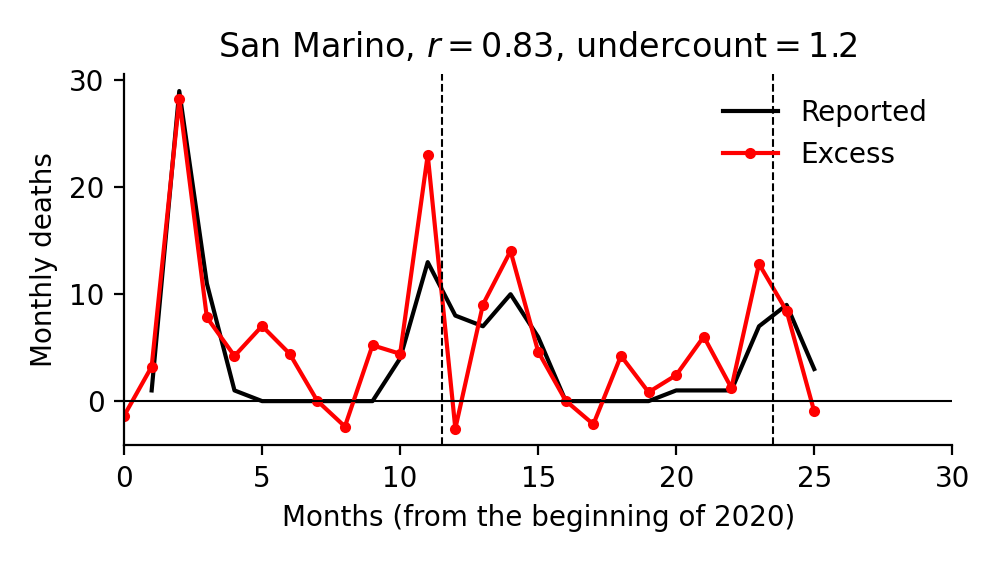 San Marino, r = 0.83, undercount = 1.2
Reported
Excess
Monthly deaths
30
20
10
0
0 5 10 15 20 25 30
Months (from the beginning of 2020)